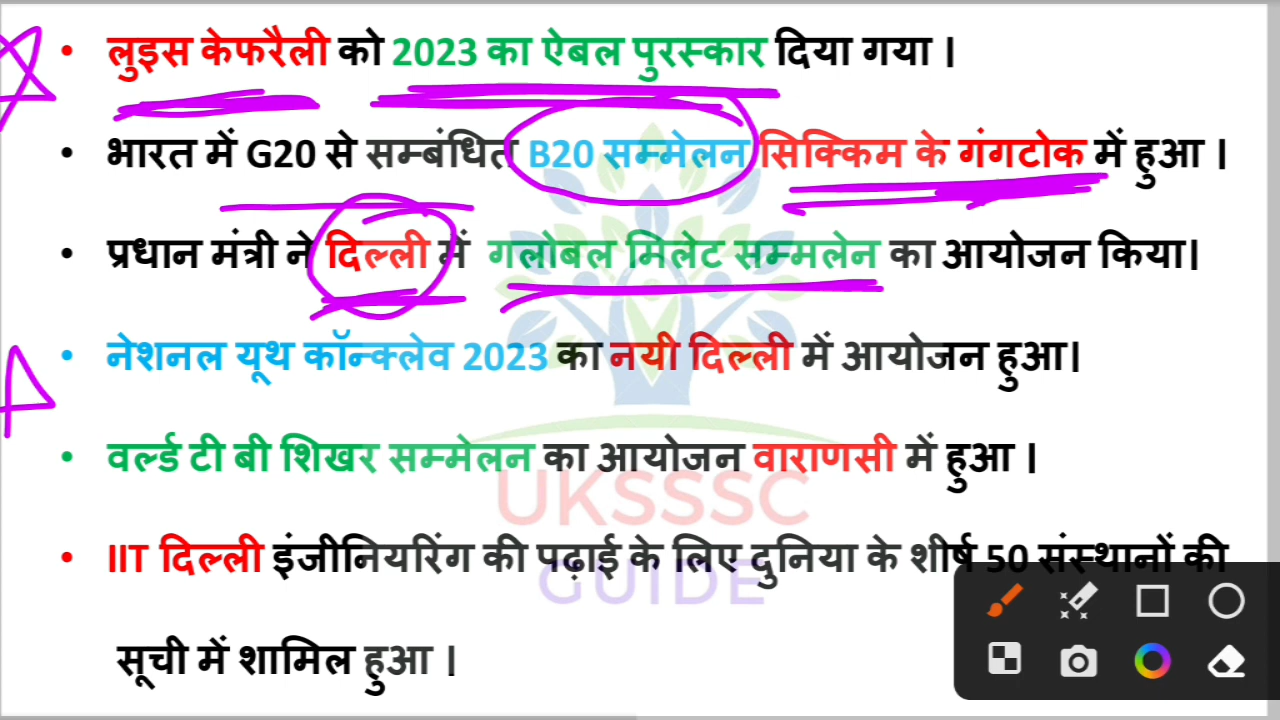 • लुइस केफरैली को 2023 का ऐबल पुरस्कार दिया गया ।
• भारत में G20 से सम्बंधित B20 सम्मेलन सिक्किम के गंगटोक में हुआ ।
• प्रधान मंत्री ने दिल्ली में गलोबल मिलेट सम्मलेन का आयोजन किया।
• नेशनल यूथ कॉन्क्लेव 2023 का नयी दिल्ली में आयोजन हुआ।
• वर्ल्ड टी बी शिखर सम्मेलन का आयोजन वाराणसी में हुआ ।
UKSSSC
• IIT दिल्ली इंजीनियरिंग की पढ़ाई के लिए दुनिया के शीर्ष 50 संस्थानों की
GUIDE
सूची में शामिल हुआ ।